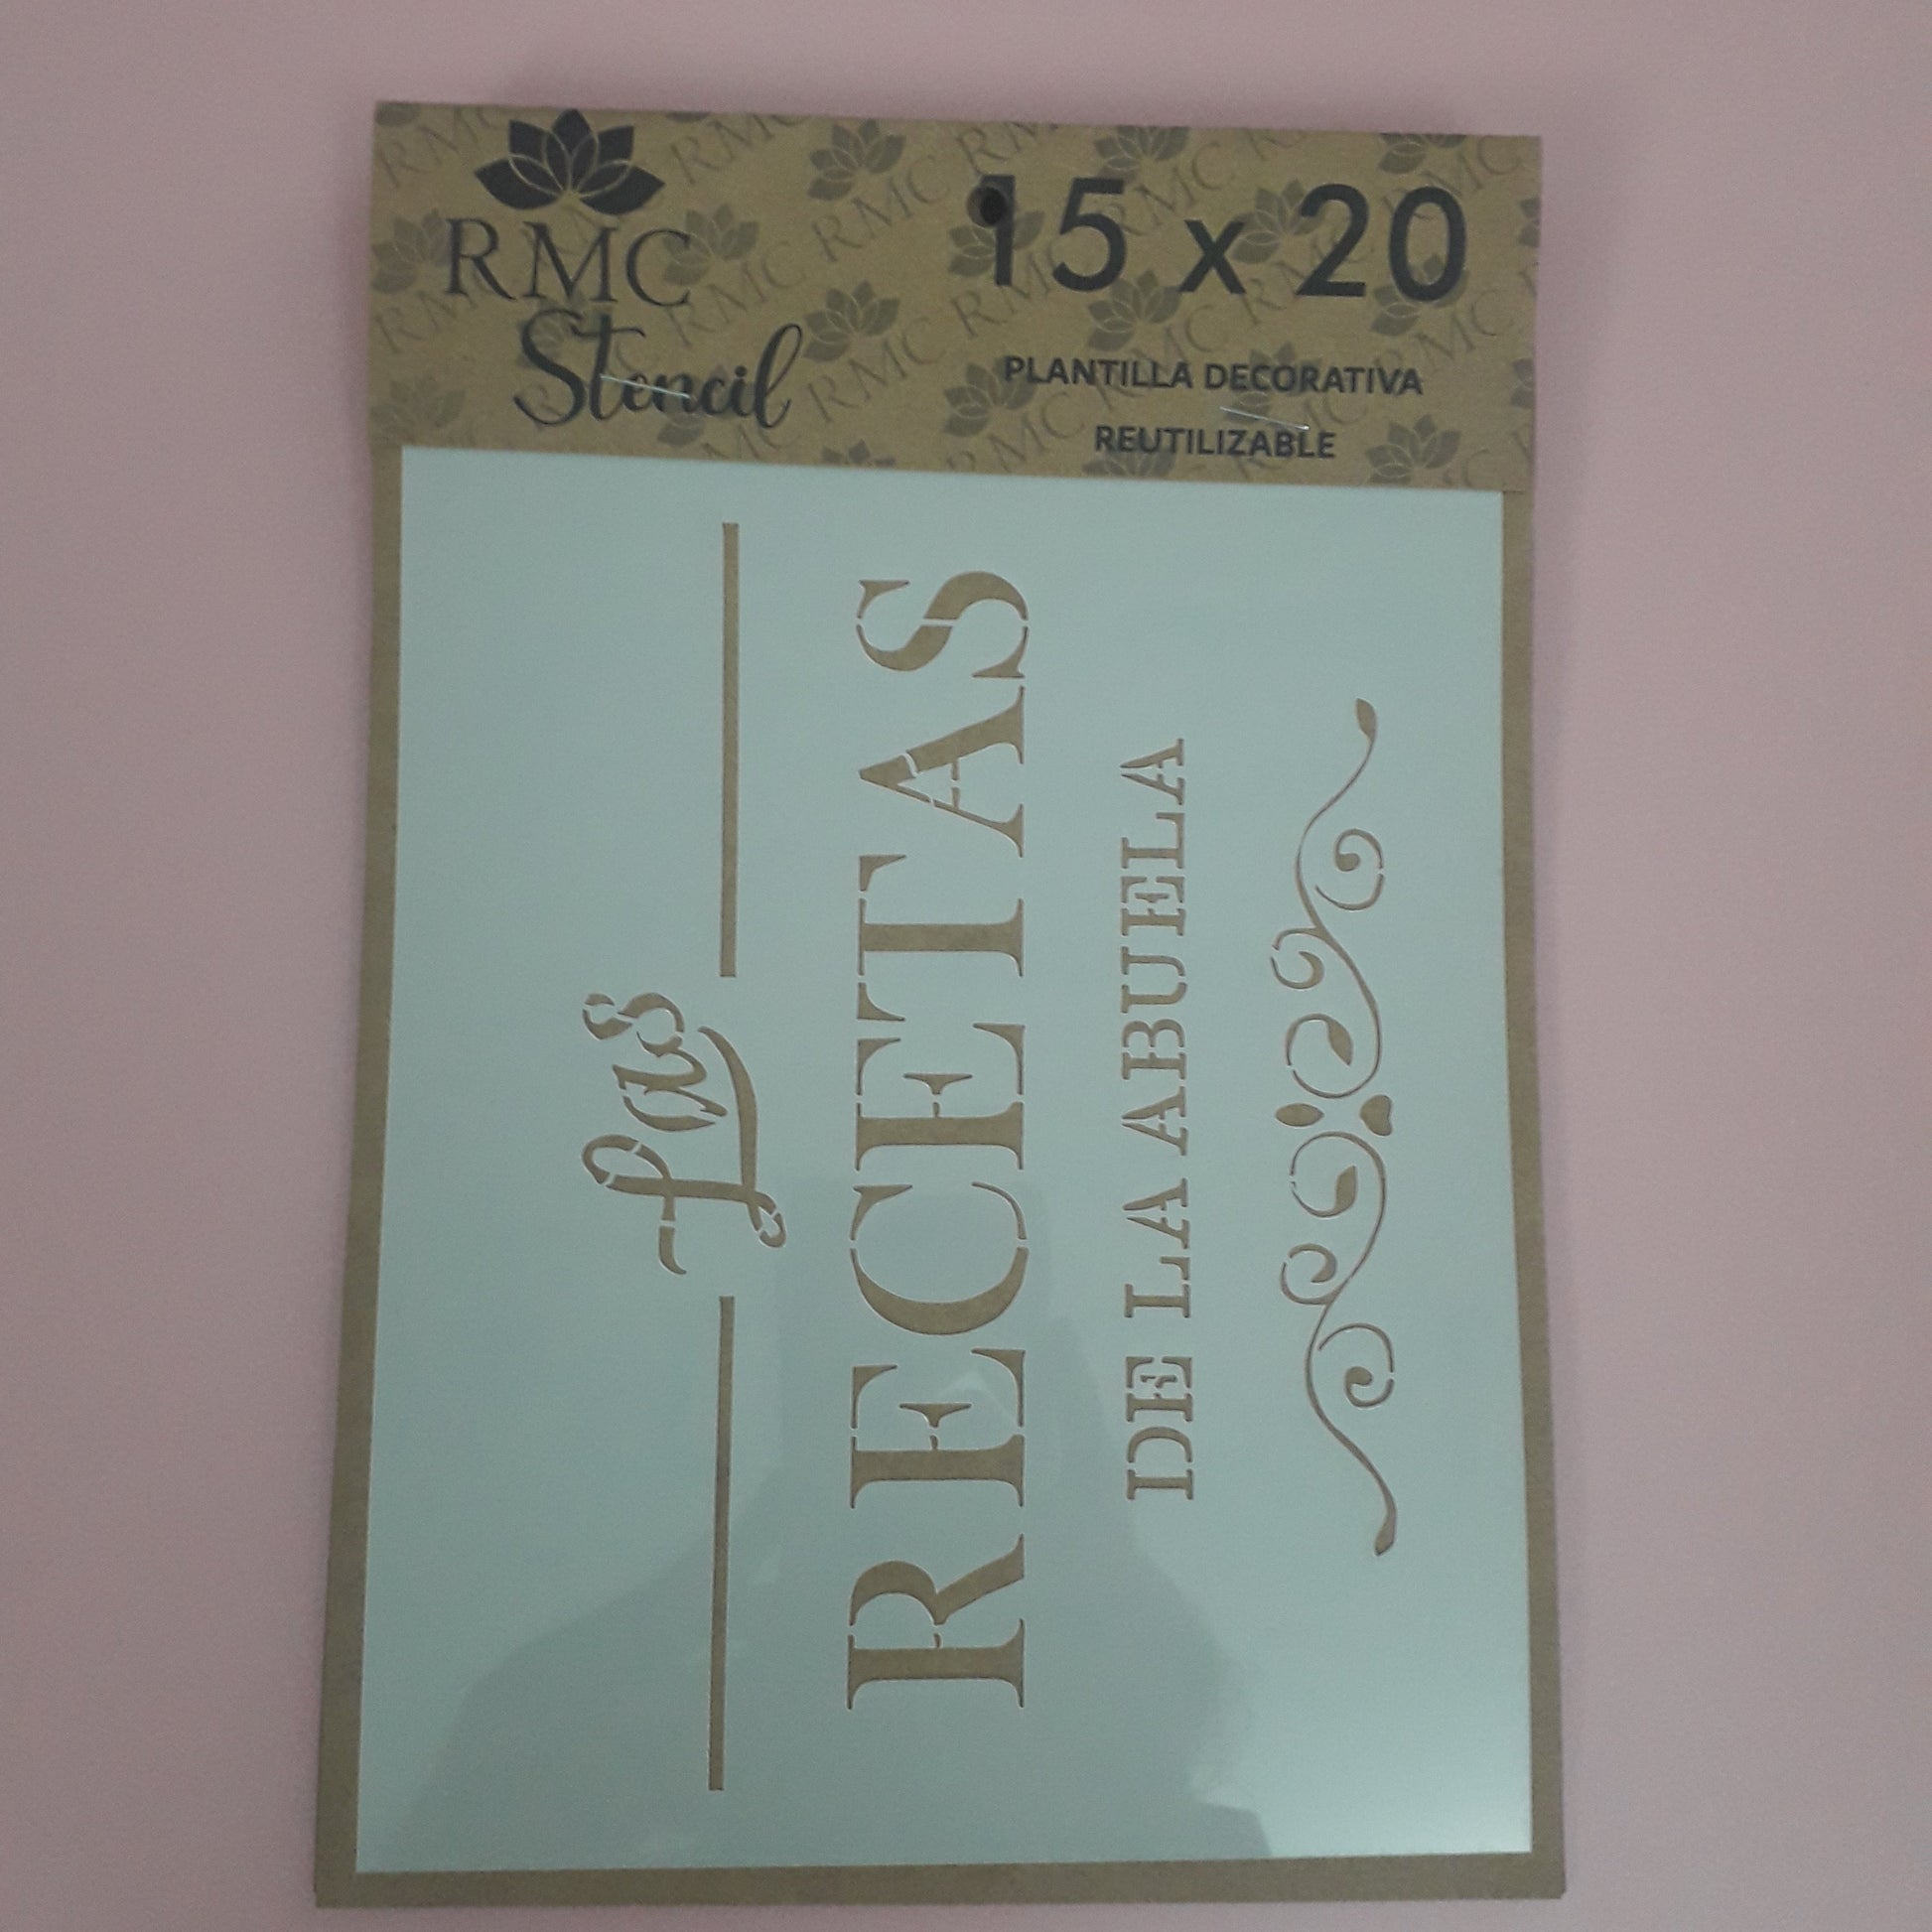 RMC
Stencil
15 x 20
PLANTILLA DECORATIVA
REUTILIZABLE
Las
RECETAS
DE LA ABUELA